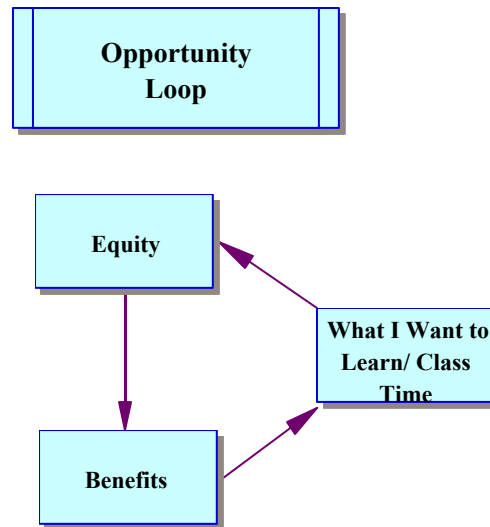 Opportunity
Loop
Equity
What I Want to
Learn/ Class
Time
Benefits